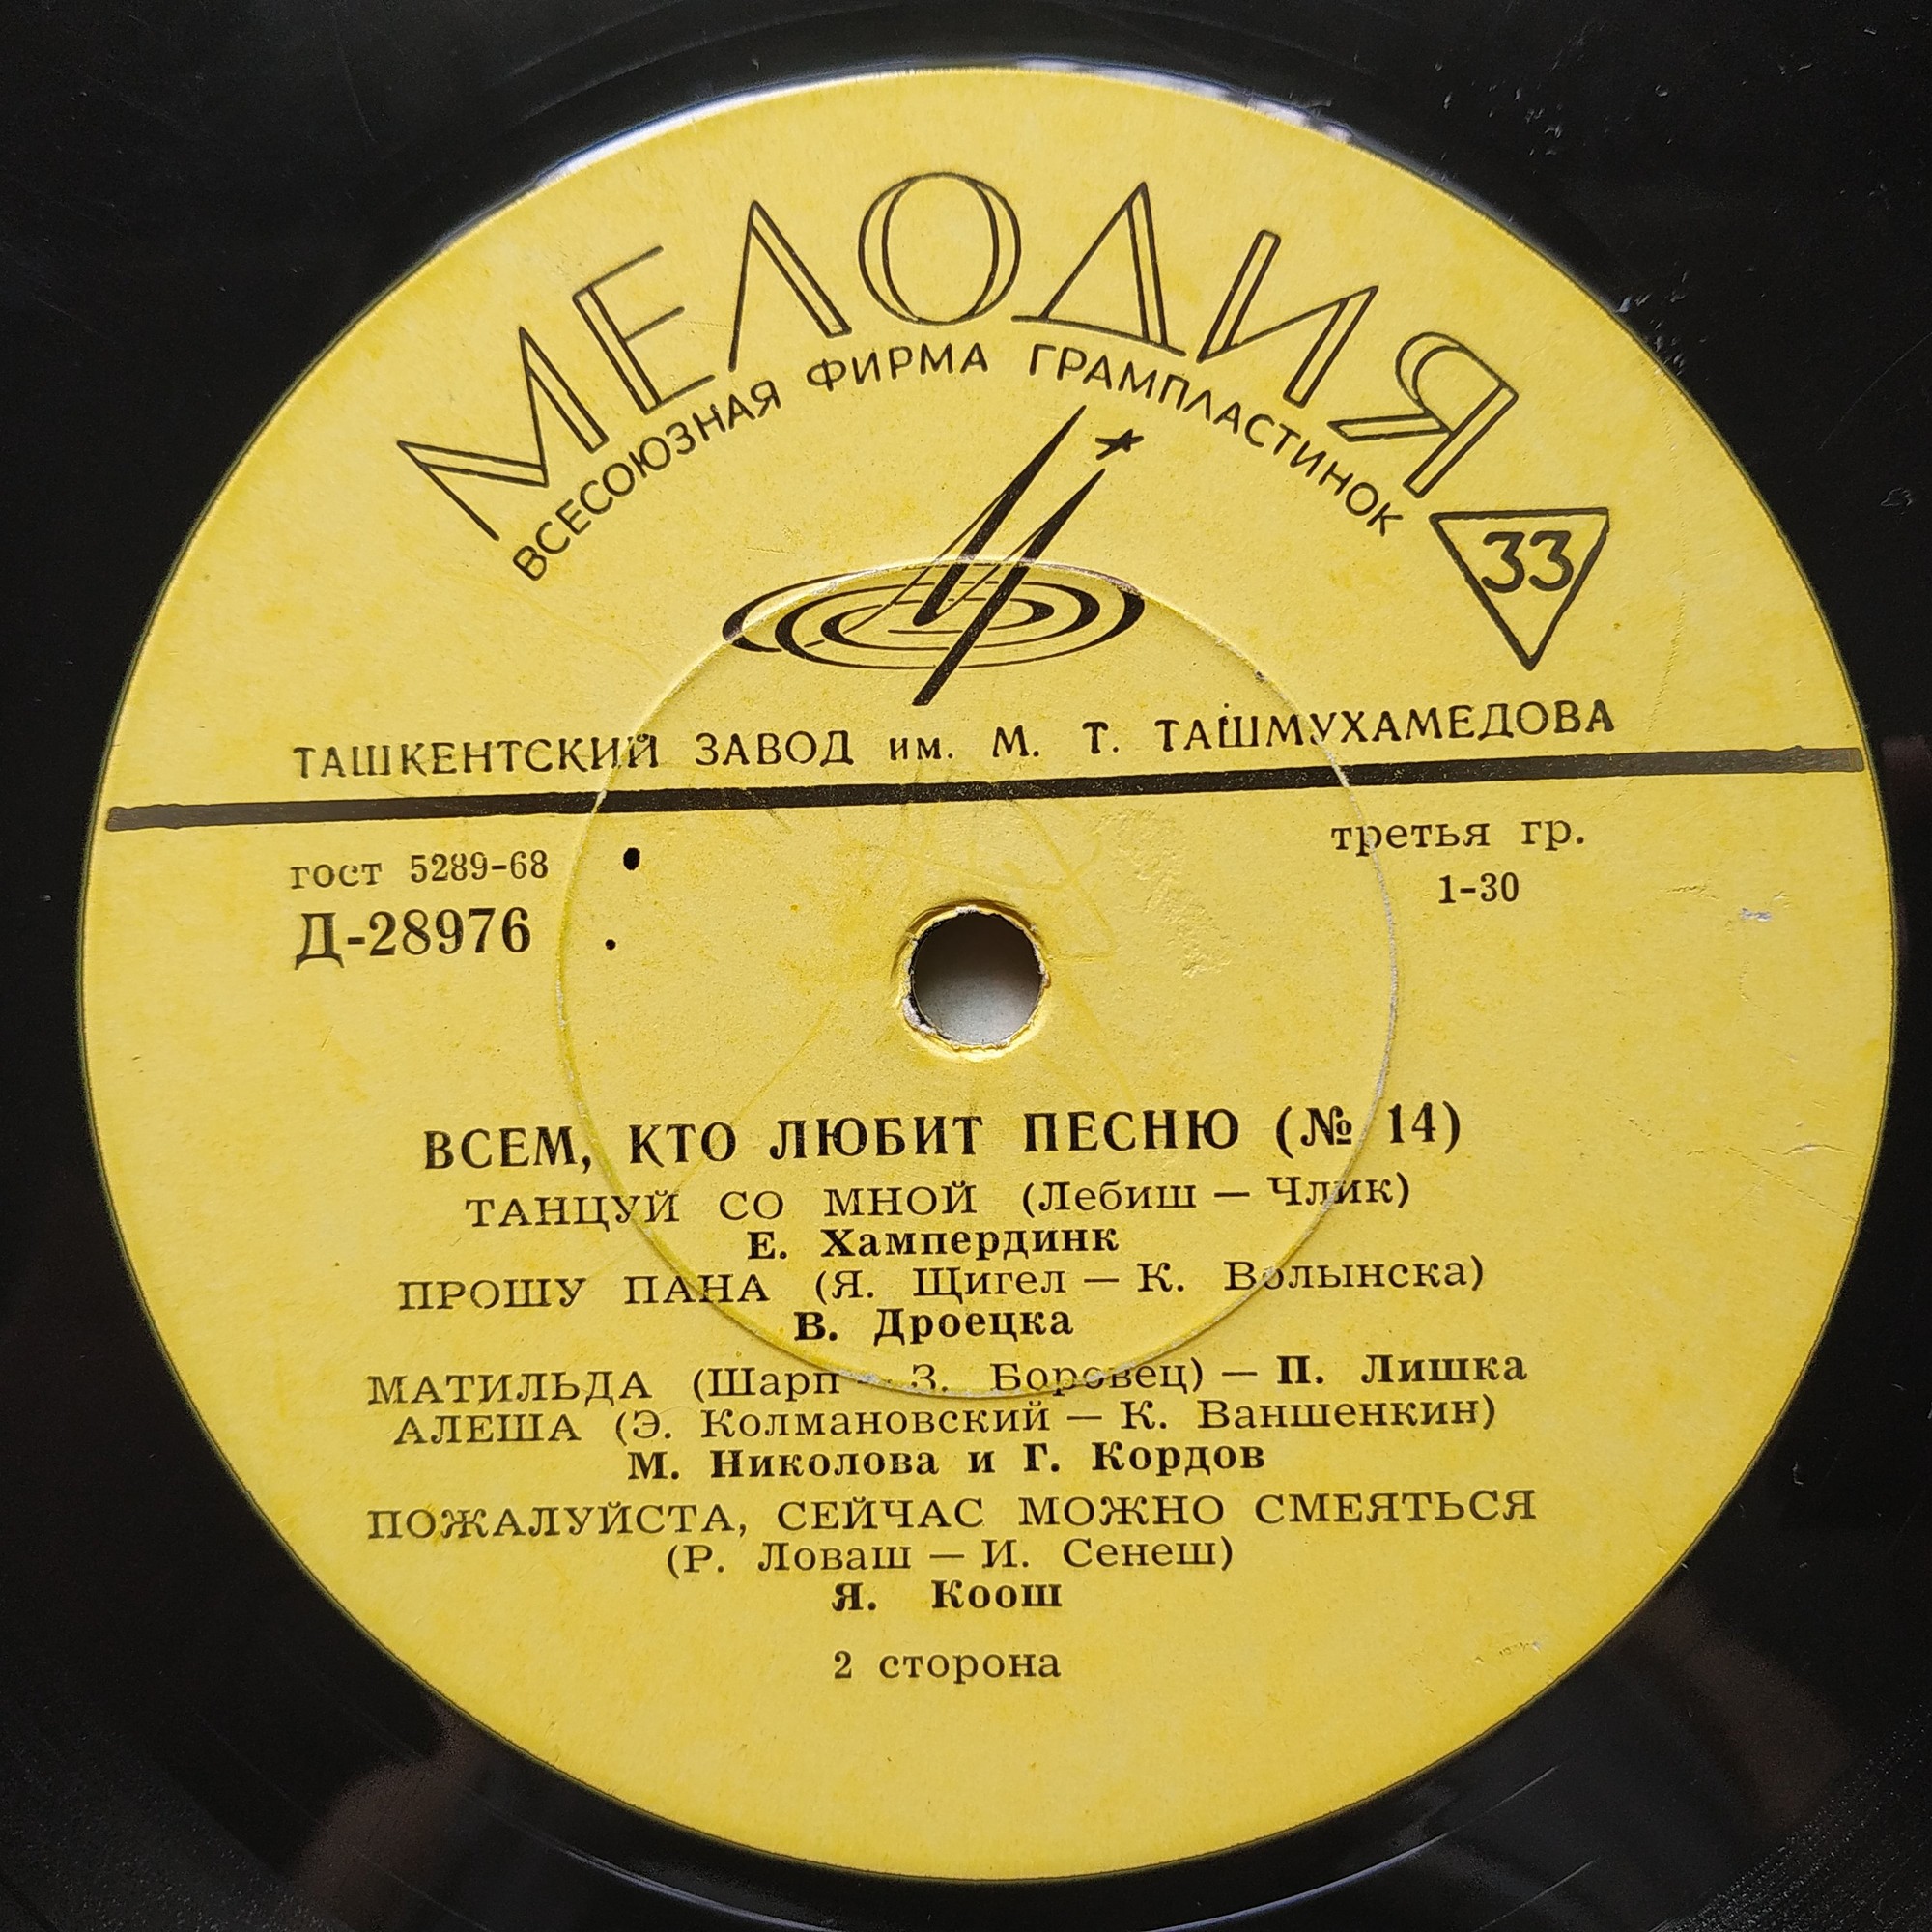 МЕЛОДИЯ
ВСЕСОЮЗНАЯ ФИРМА ГРАМПЛАСТИНОК
33
ТАШКЕНТСКИЙ ЗАВОД им. М. Т. ТАШМУХАМЕДОВА
гост 5289-68
третья гр.
Д-28976
1-30
ВСЕМ, КТО ЛЮБИТ ПЕСНЮ (№ 14)
ТАНЦУЙ СО МНОЙ (Лебиш — Члик)
Е. Хампердинк
ПРОШУ ПАНА (Я. Щигел — К. Волынска)
В. Дроецка
МАТИЛЬДА (Шарп — З. Боровец) — П. Лишка
АЛЕША (Э. Колмановский — К. Ваншенкин)
М. Николова и Г. Кордов
ПОЖАЛУЙСТА, СЕЙЧАС МОЖНО СМЕЯТЬСЯ
(Р. Ловаш — И. Сенеш)
Я. Коош
2 сторона